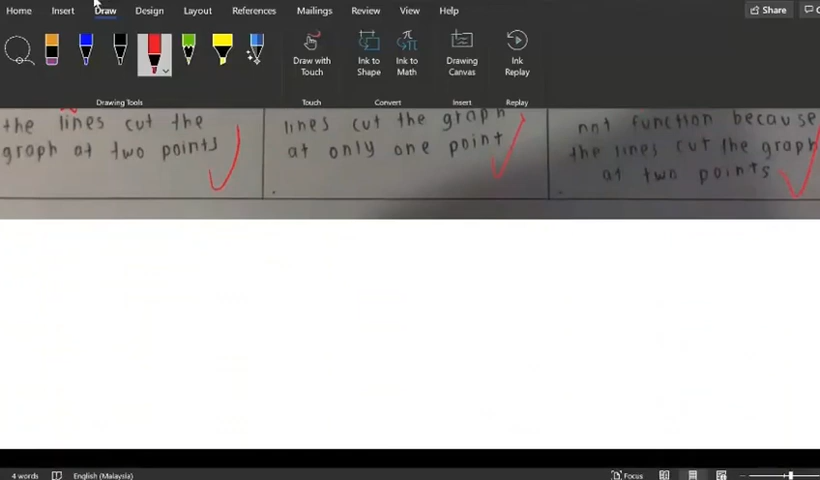 Home Insert Draw Design Layout References Mailings Review View Help Share
Draw with Touch
Ink to Shape
Ink to Math
Drawing Canvas
Ink Replay
Drawing Tools Touch Convert Insert Replay
the lines cut the
graph at two points
lines cut the graph
at only one point
not function because
the lines cut the graph
at two points
4 words English (Malaysia) Focus